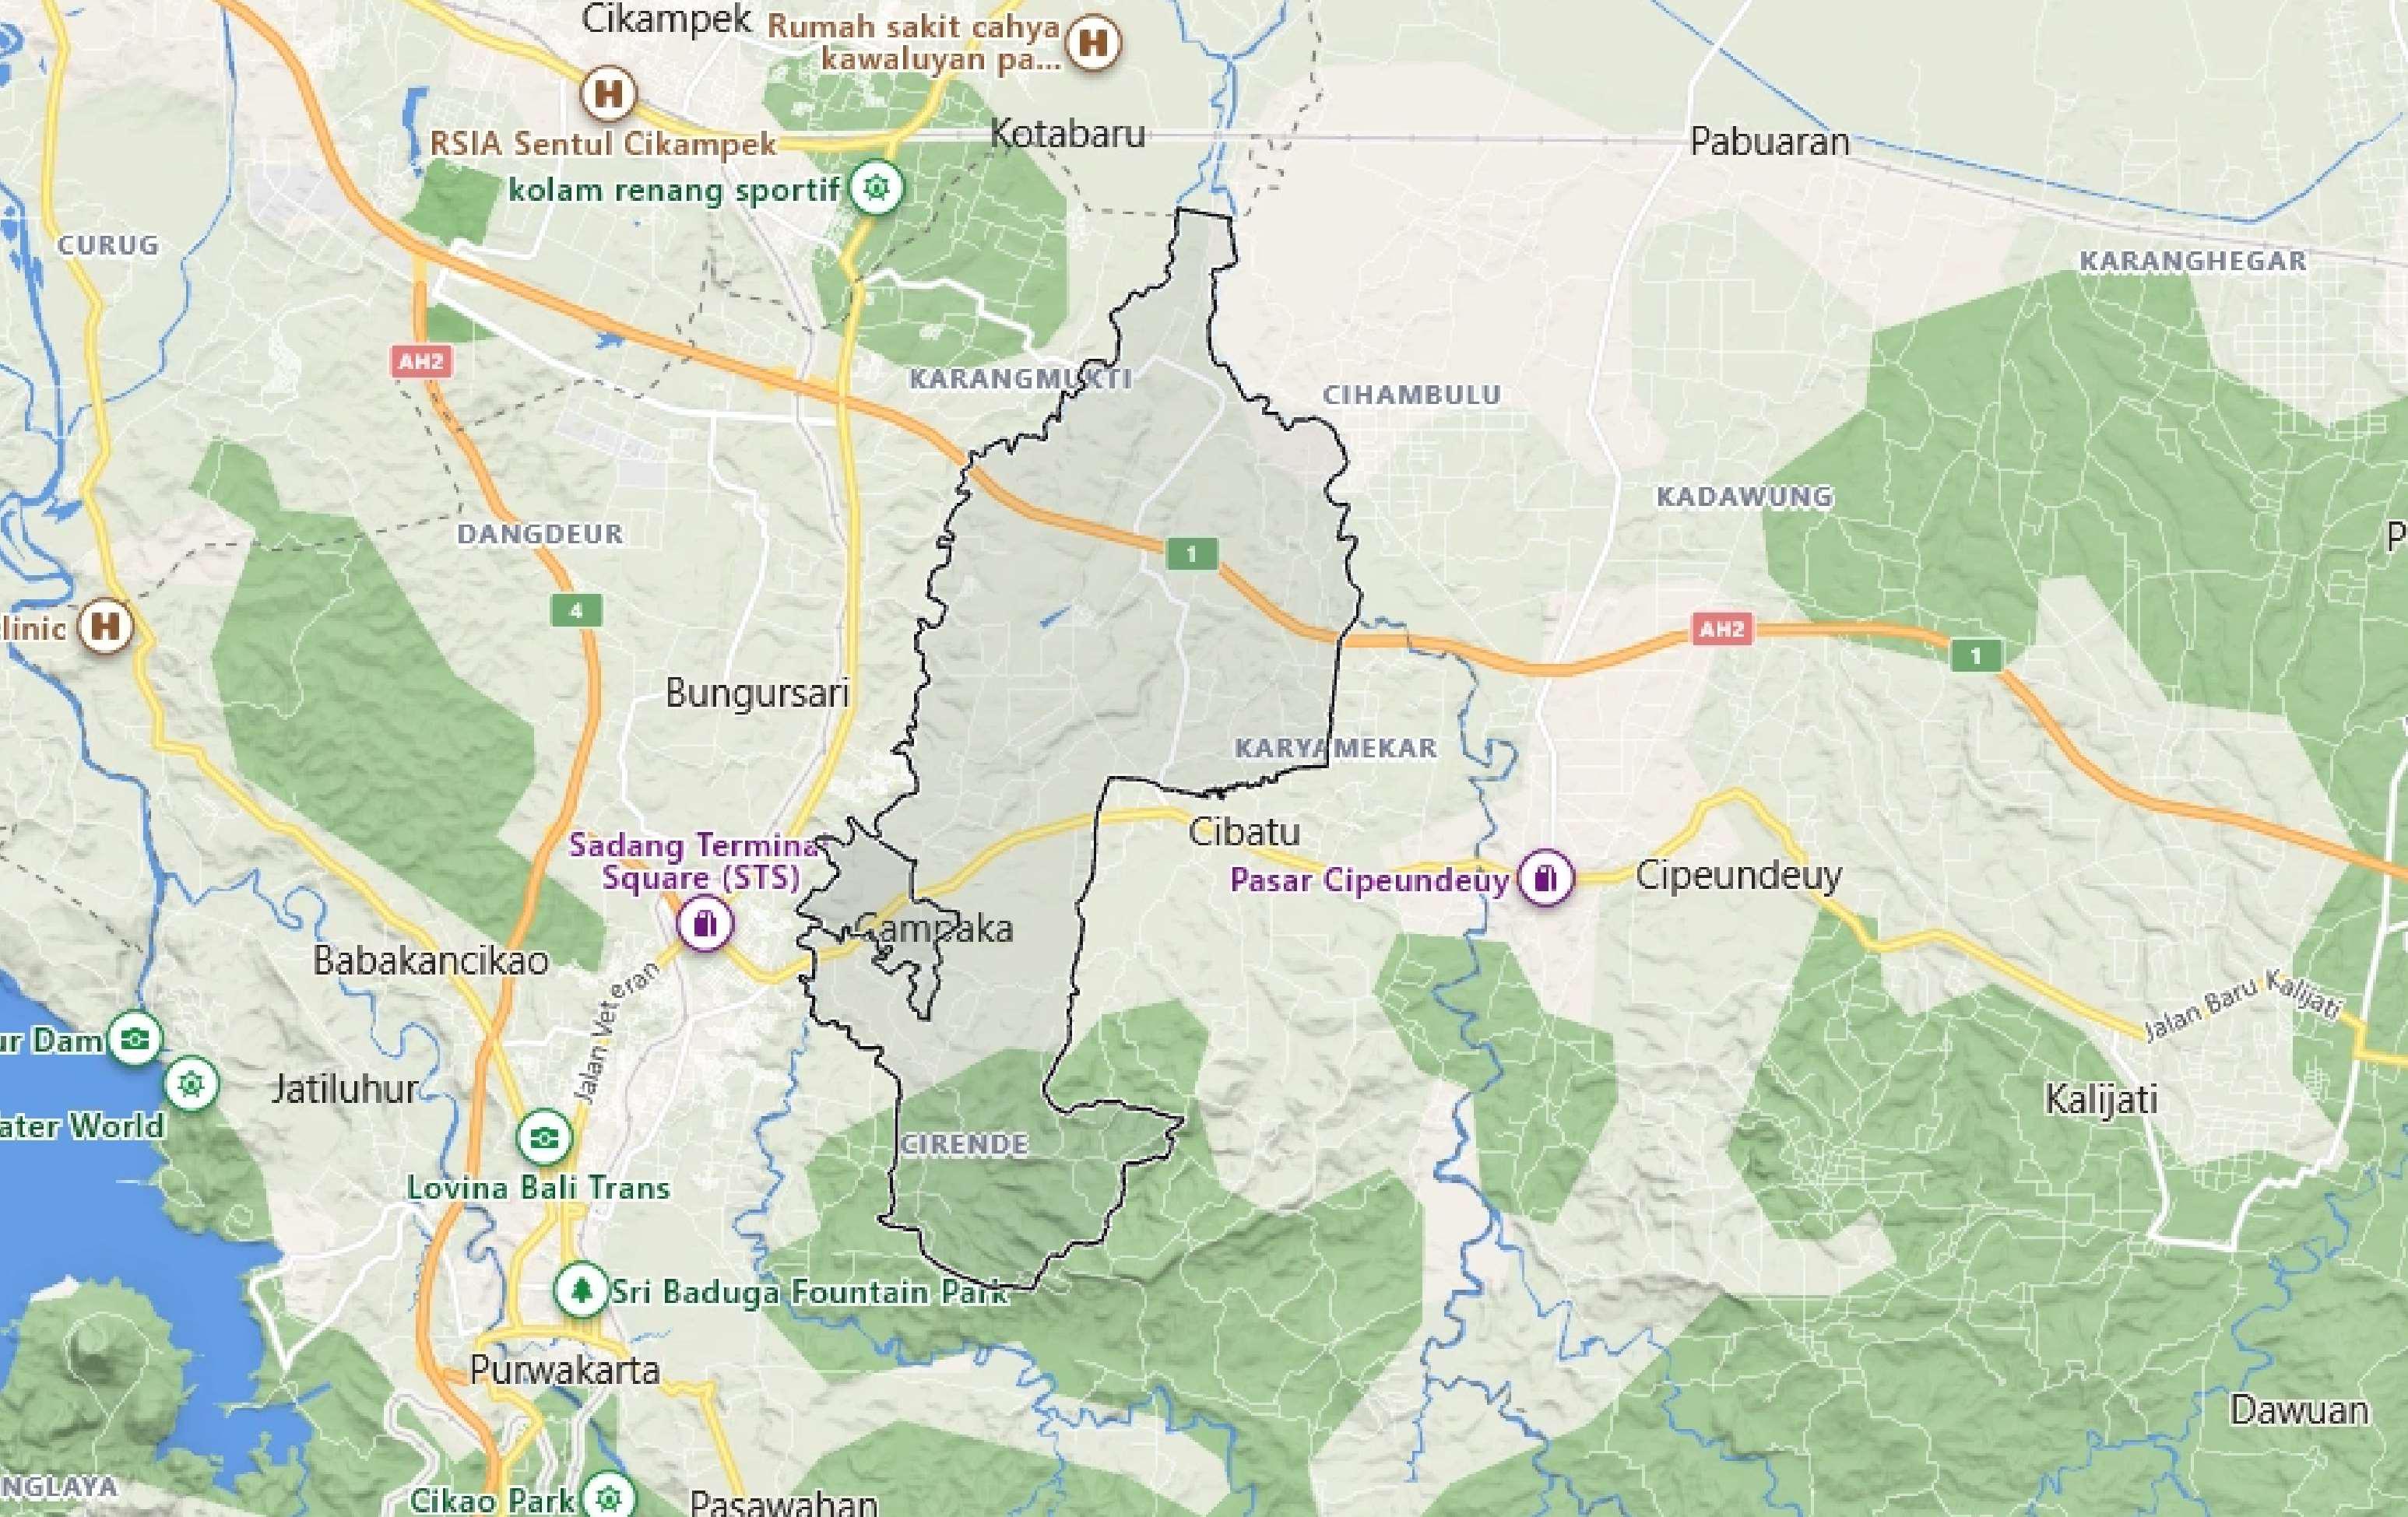 Cikampek
Rumah sakit cahya
kawaluyan pa...
RSIA Sentul Cikampek
Kotabaru
Pabuaran
kolam renang sportif
CURUG
KARANGHEGAR
AH2
KARANGMUKTI
CIHAMBULU
KADAWUNG
DANGDEUR
1
4
linic
AH2
1
P
Bungursari
KARYAMEKAR
Sadang Termina
Square (STS)
Cibatu
Pasar Cipeundeuy
Cipeundeuy
Campaka
Babakancikao
Jalan Veteran
Jalan Baru Kalijati
ur Dam
Jatiluhur
Kalijati
ater World
CIRENDE
Lovina Bali Trans
Sri Baduga Fountain Park
Purwakarta
Dawuan
NGLAYA
Cikao Park
Pasawahan